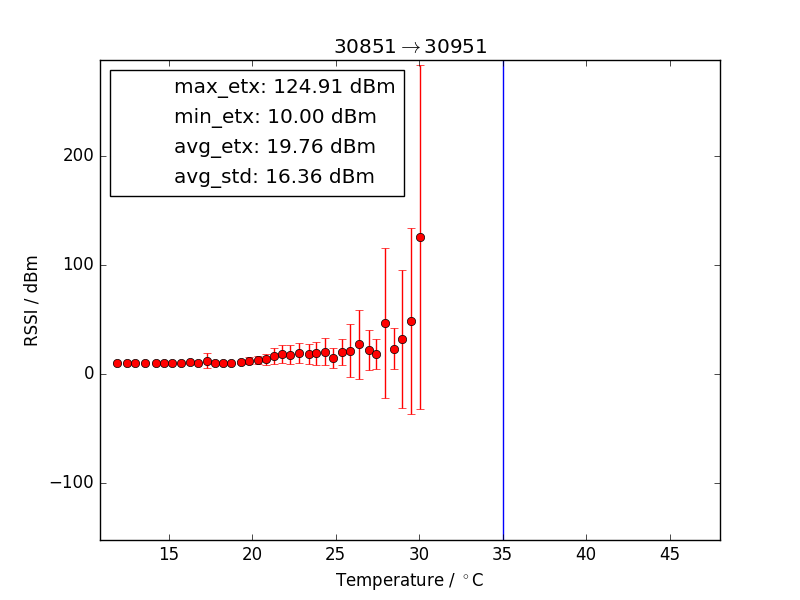 30851→30951
max_etx: 124.91 dBm
min_etx: 10.00 dBm
avg_etx: 19.76 dBm
avg_std: 16.36 dBm
200
100
0
−100
RSSI / dBm
15 20 25 30 35 40 45
Temperature / °C